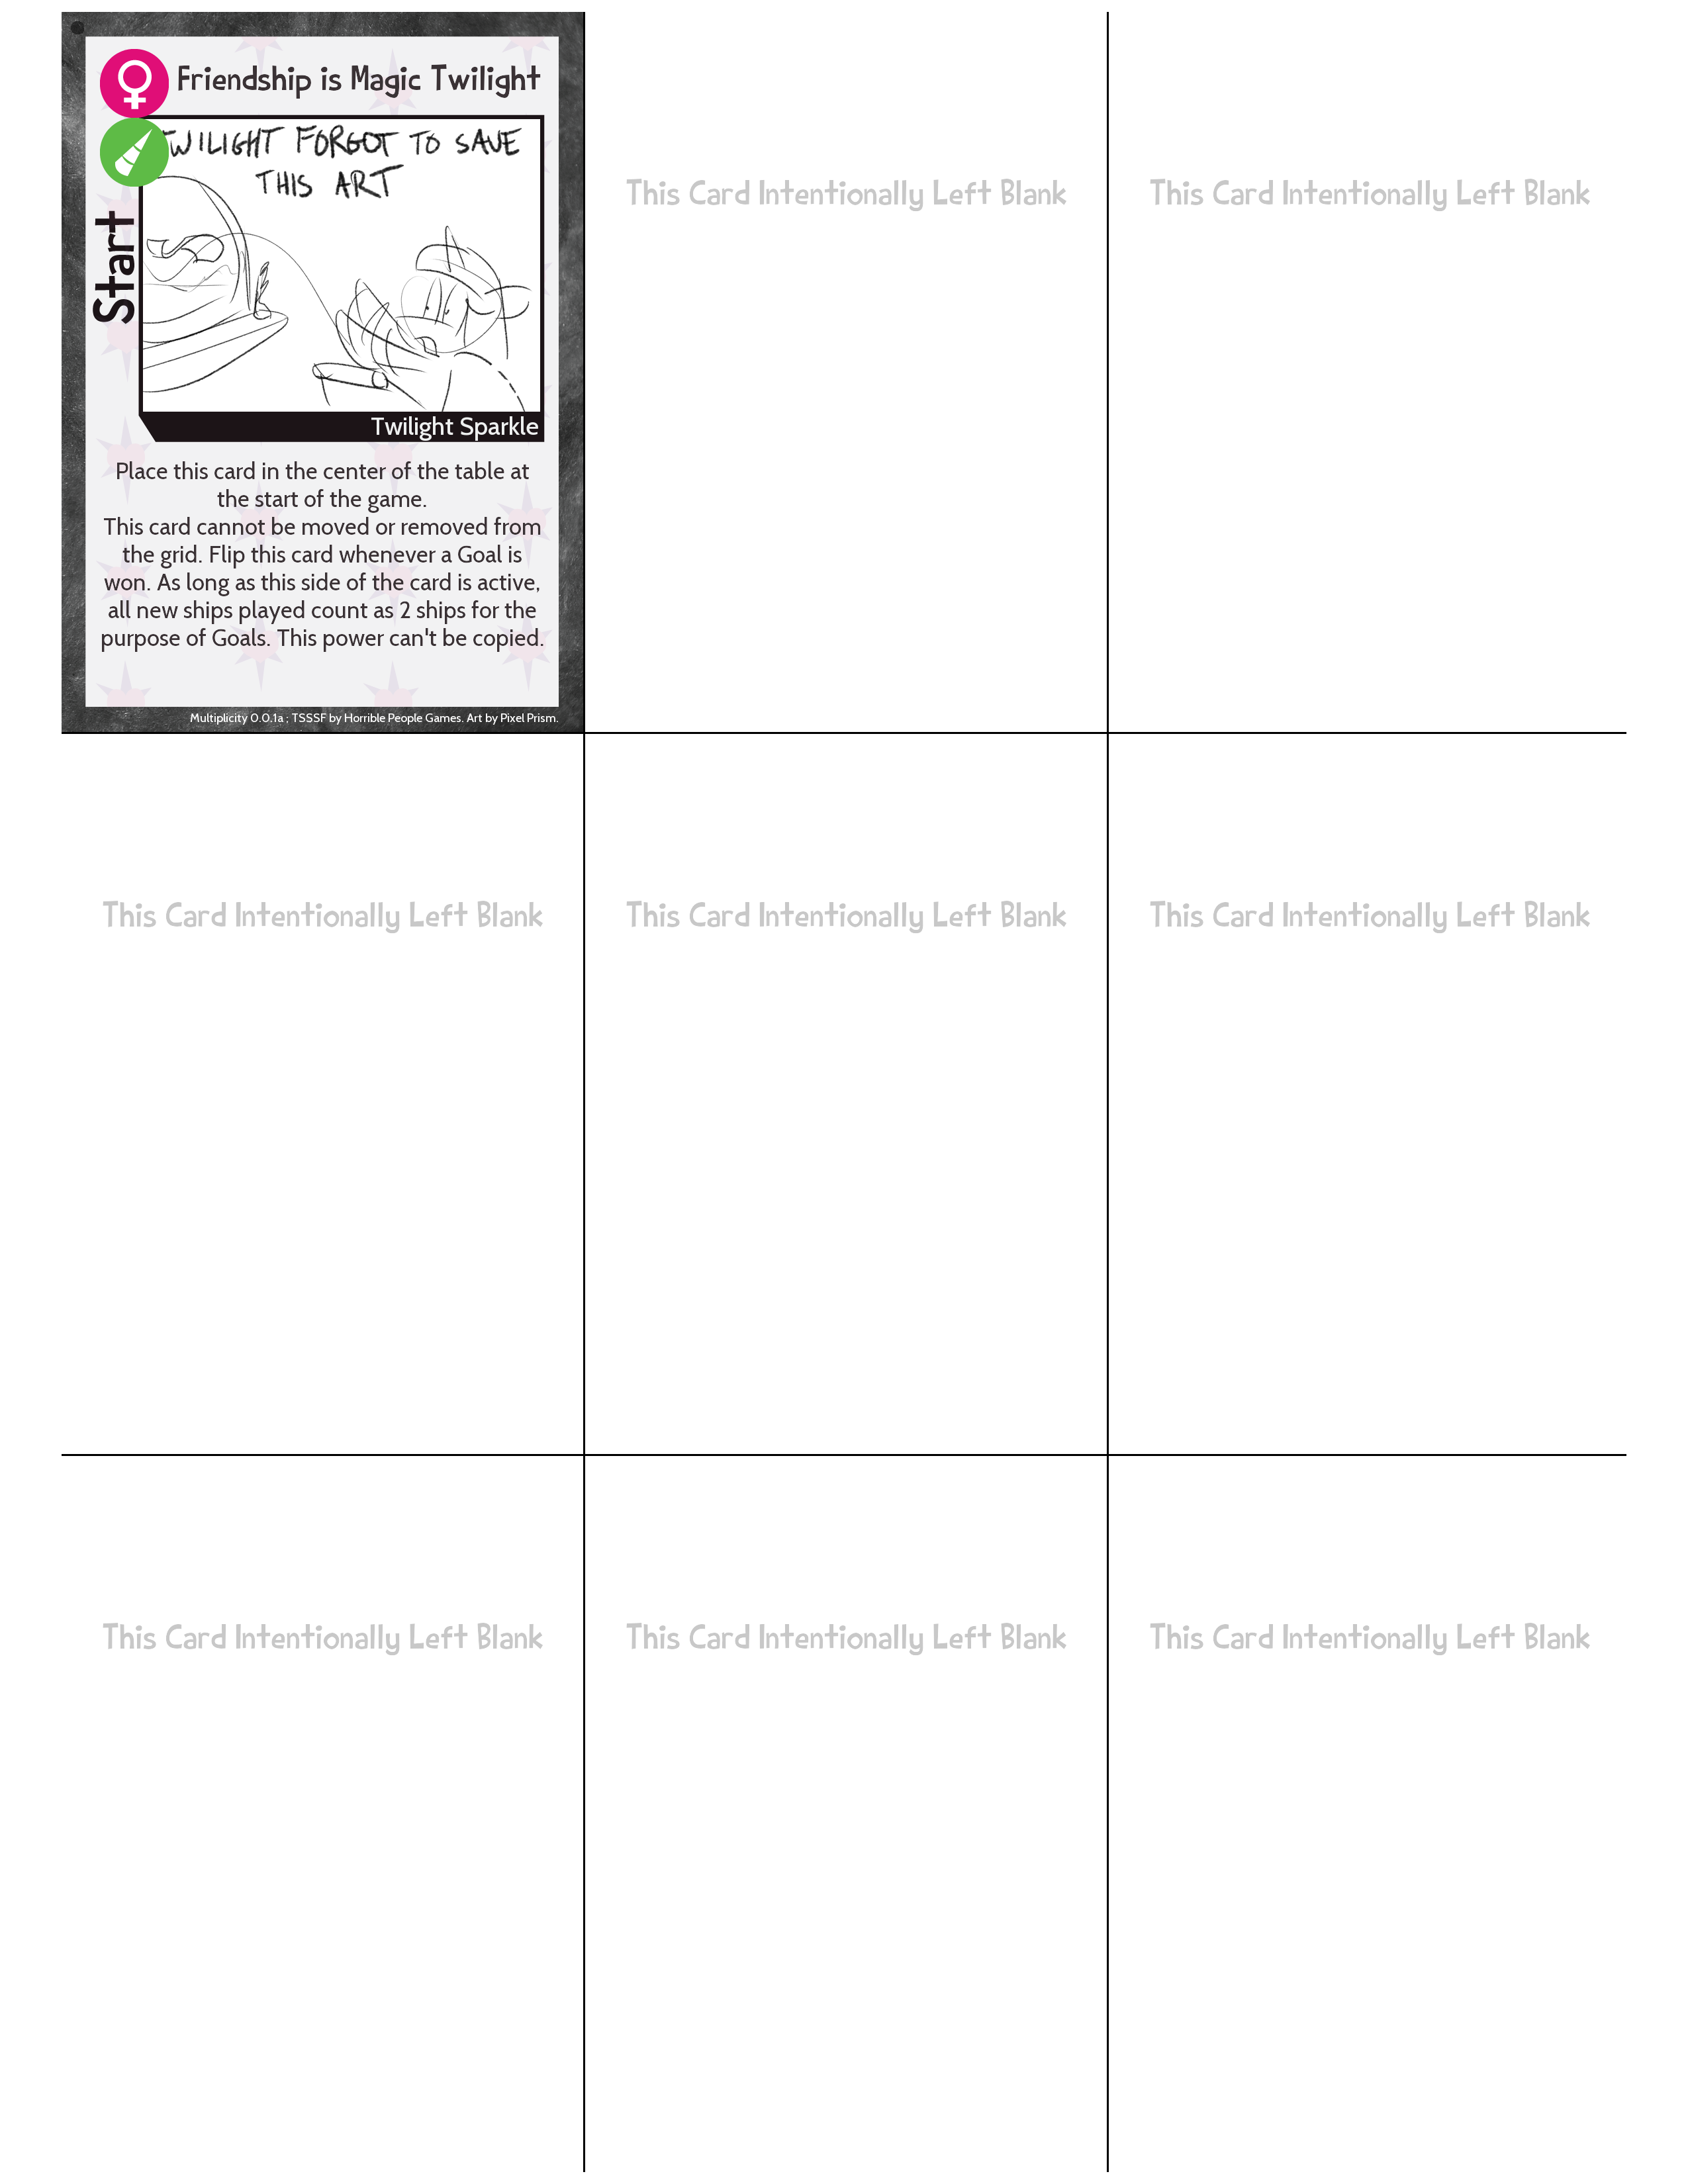 Friendship is Magic Twilight
TWILIGHT FORGOT TO SAVE
THIS ART
Start
Twilight Sparkle
Place this card in the center of the table at
the start of the game.
This card cannot be moved or removed from
the grid. Flip this card whenever a Goal is
won. As long as this side of the card is active,
all new ships played count as 2 ships for the
purpose of Goals. This power can't be copied.
Multiplicity 0.0.1a ; TSSSF by Horrible People Games. Art by Pixel Prism.
This Card Intentionally Left Blank
This Card Intentionally Left Blank
This Card Intentionally Left Blank
This Card Intentionally Left Blank
This Card Intentionally Left Blank
This Card Intentionally Left Blank
This Card Intentionally Left Blank
This Card Intentionally Left Blank